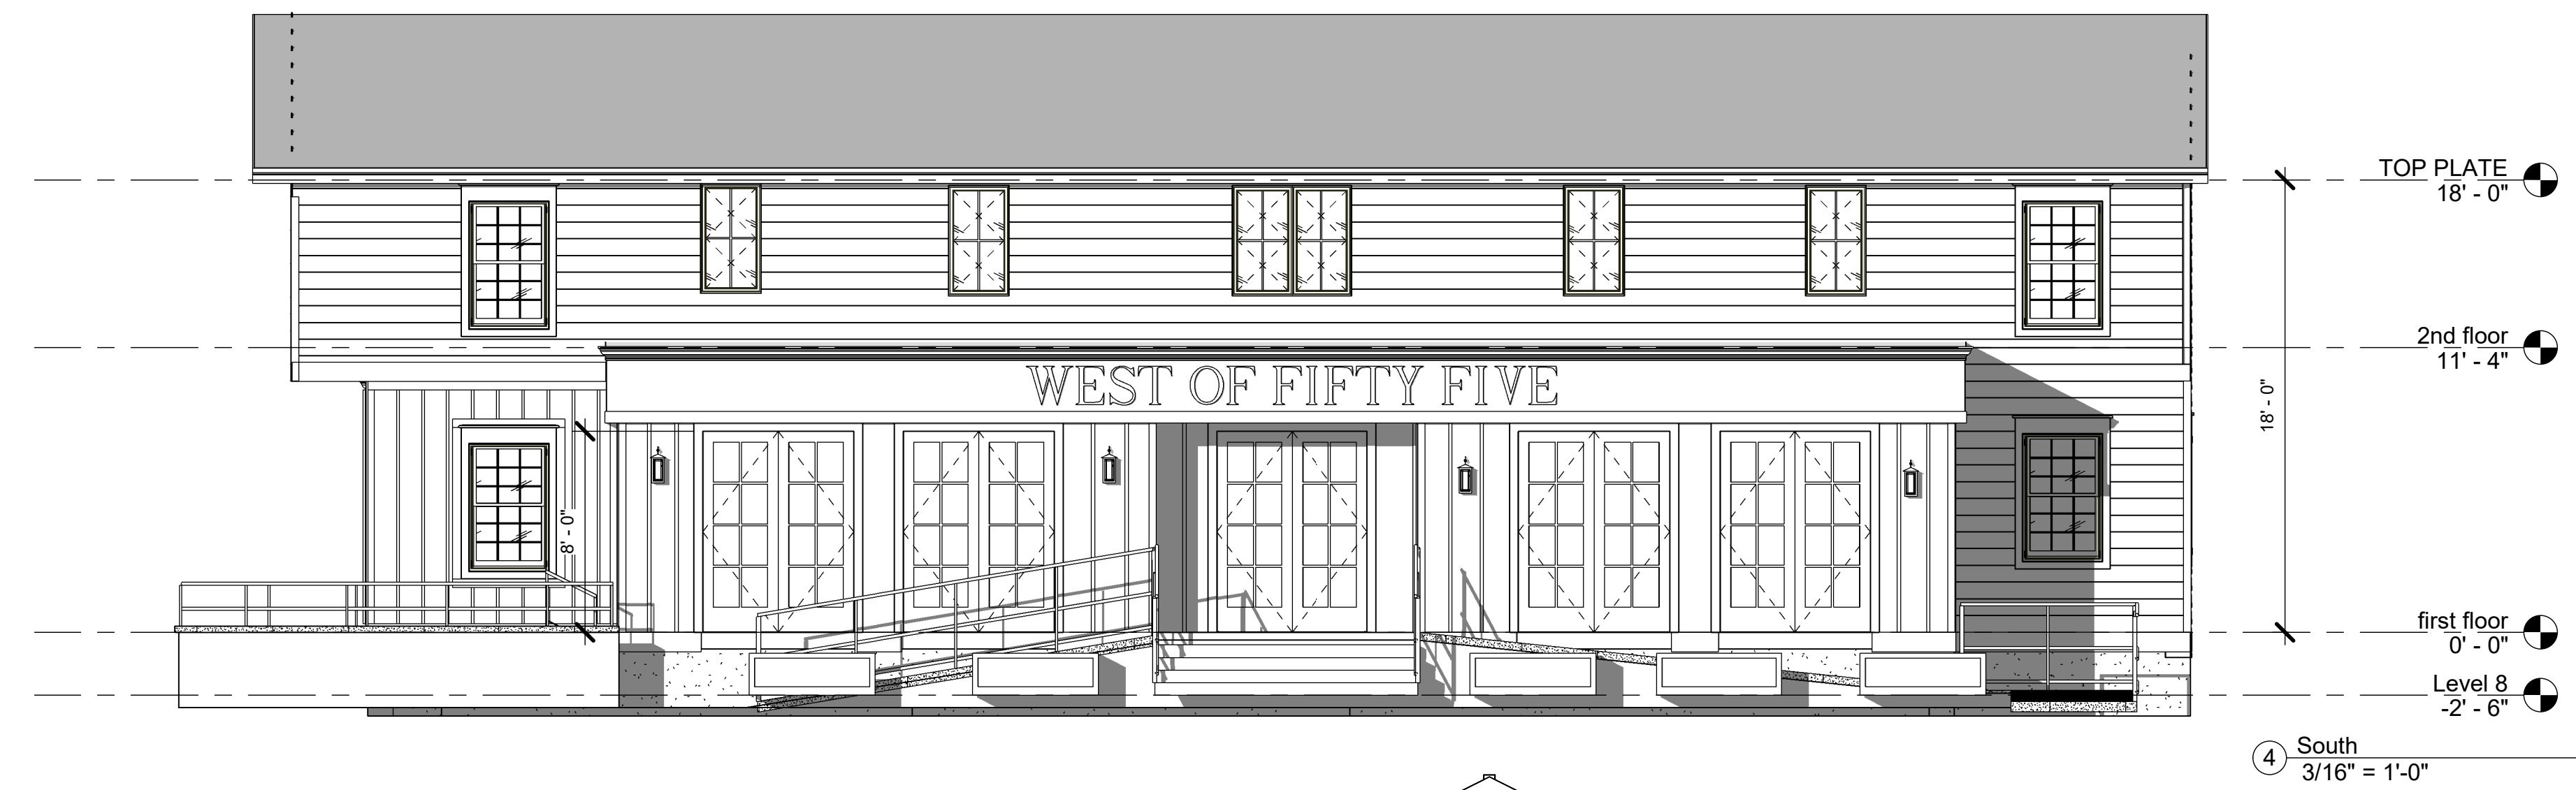 TOP PLATE
18' - 0"
2nd floor
11' - 4"
WEST OF FIFTY FIVE
18' - 0"
8' - 0"
first floor
0' - 0"
Level 8
-2' - 6"
4
South
3/16" = 1'-0"